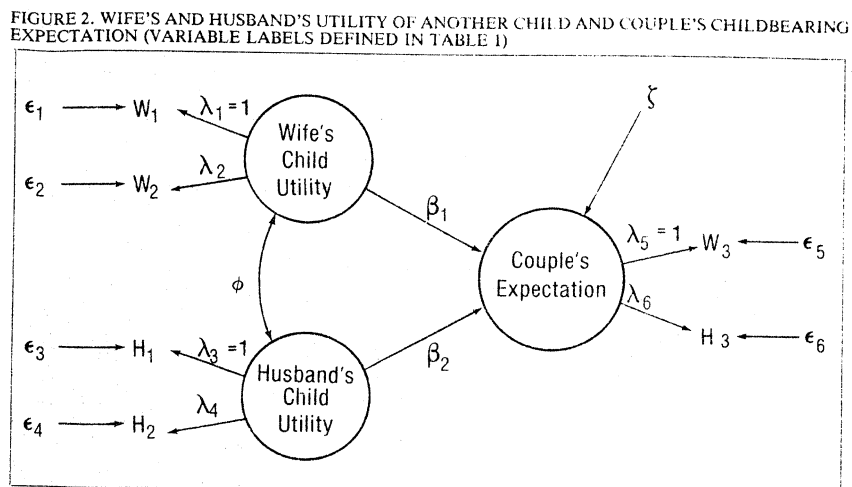 FIGURE 2. WIFE'S AND HUSBAND'S UTILITY OF ANOTHER CHILD AND COUPLE'S CHILDBEARING
EXPECTATION (VARIABLE LABELS DEFINED IN TABLE 1)
ϵ1 W1 λ1 = 1
Wife's
Child
Utility
ϵ2 W2 λ2
ζ
β1
ϕ
Couple's
Expectation
λ5 = 1 W3 ϵ5
λ6 H3 ϵ6
β2
ϵ3 H1 λ3 = 1
Husband's
Child
Utility
ϵ4 H2 λ4